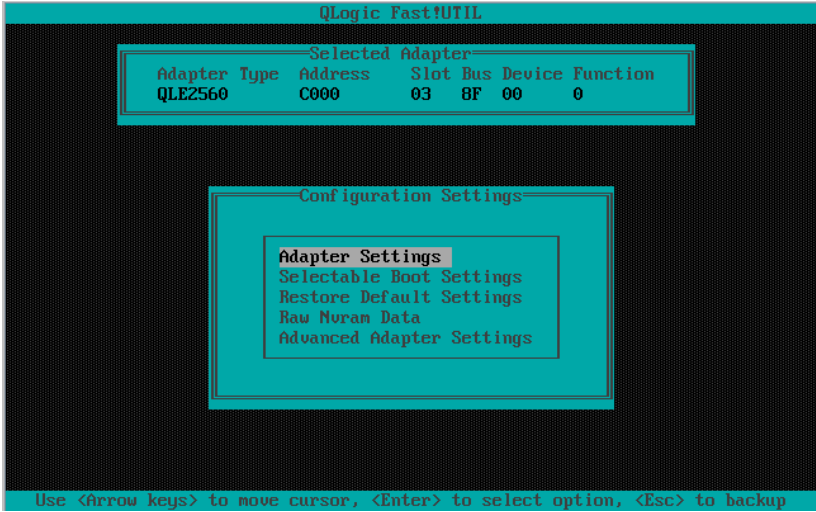 QLogic Fast!UTIL
Selected Adapter
Adapter Type Address Slot Bus Device Function
QLE2560 C000 03 8F 00 0
Configuration Settings
Adapter Settings
Selectable Boot Settings
Restore Default Settings
Raw Nvram Data
Advanced Adapter Settings
Use <Arrow keys> to move cursor, <Enter> to select option, <Esc> to backup